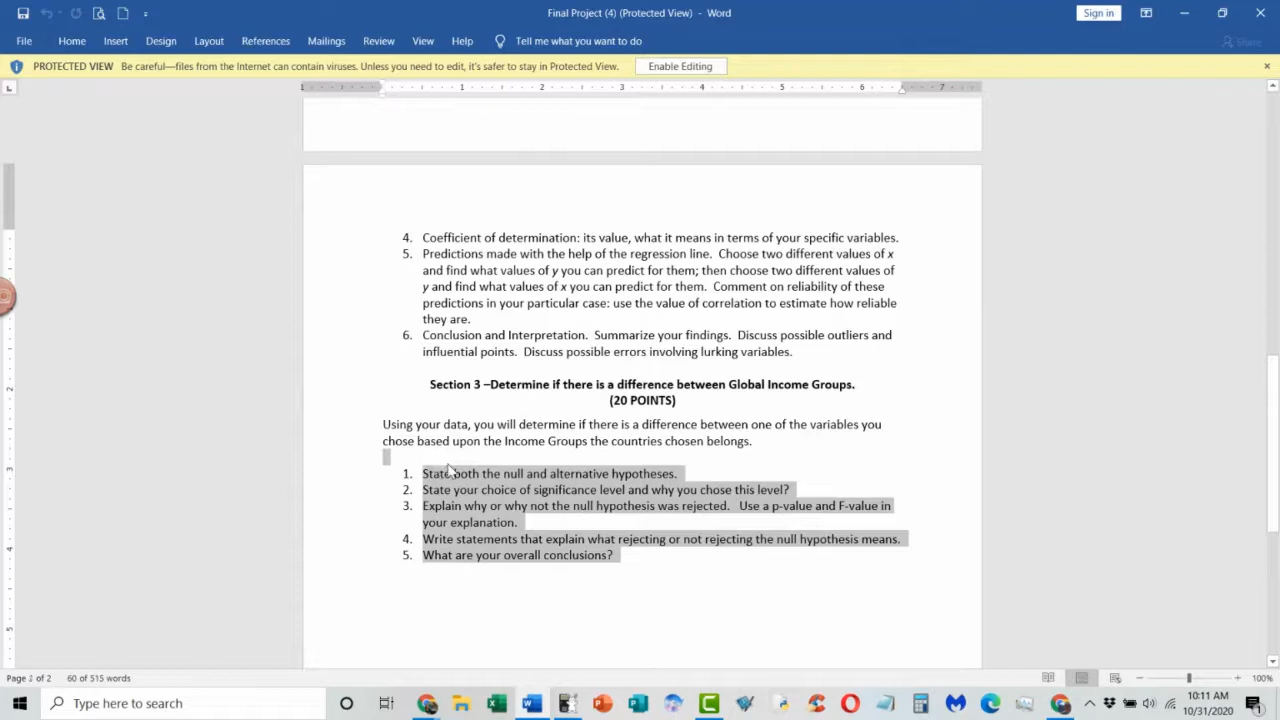 Final Project (4) (Protected View) - Word
Sign in
File Home Insert Design Layout References Mailings Review View Help Tell me what you want to do Share
PROTECTED VIEW Be careful—files from the Internet can contain viruses. Unless you need to edit, it's safer to stay in Protected View. Enable Editing
1 1 2 3 4 5 6 7
4. Coefficient of determination: its value, what it means in terms of your specific variables.
5. Predictions made with the help of the regression line. Choose two different values of x
and find what values of y you can predict for them; then choose two different values of
y and find what values of x you can predict for them. Comment on reliability of these
predictions in your particular case: use the value of correlation to estimate how reliable
they are.
6. Conclusion and Interpretation. Summarize your findings. Discuss possible outliers and
influential points. Discuss possible errors involving lurking variables.
Section 3 –Determine if there is a difference between Global Income Groups.
(20 POINTS)
Using your data, you will determine if there is a difference between one of the variables you
chose based upon the Income Groups the countries chosen belongs.
1. State both the null and alternative hypotheses.
2. State your choice of significance level and why you chose this level?
3. Explain why or why not the null hypothesis was rejected. Use a p-value and F-value in
your explanation.
4. Write statements that explain what rejecting or not rejecting the null hypothesis means.
5. What are your overall conclusions?
2
3
4
5
Page 2 of 2 60 of 515 words 100%
Type here to search
10:11 AM
10/31/2020